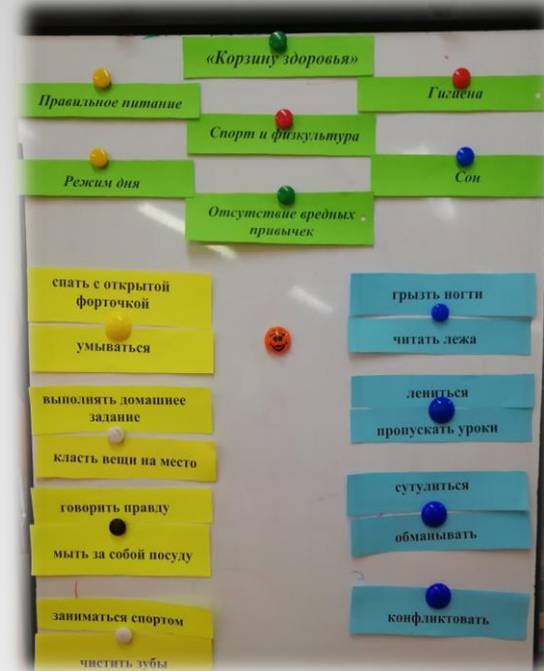 «Корзину здоровья»
Правильное питание
Гигиена
Спорт и физкультура
Режим дня
Сон
Отсутствие вредных
привычек
спать с открытой
форточкой
умываться
выполнять домашнее
задание
класть вещи на место
говорить правду
мыть за собой посуду
заниматься спортом
чистить зубы
грызть ногти
читать лежа
лениться
пропускать уроки
сутулиться
обманывать
конфликтовать